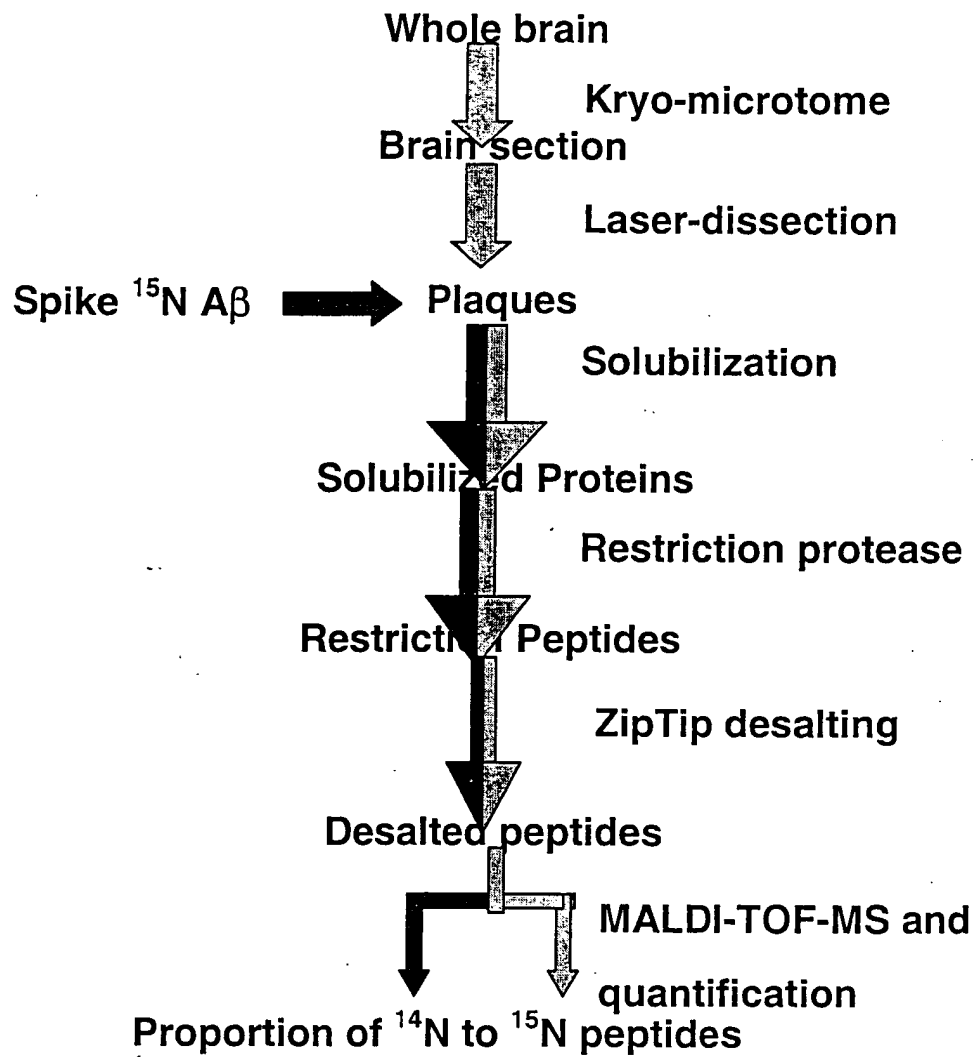 Whole brain
Kryo-microtome
Brain section
Laser-dissection
Spike ¹⁵N Aβ
Plaques
Solubilization
Solubilized Proteins
Restriction protease
Restriction Peptides
ZipTip desalting
Desalted peptides
MALDI-TOF-MS and
quantification
Proportion of ¹⁴N to ¹⁵N peptides